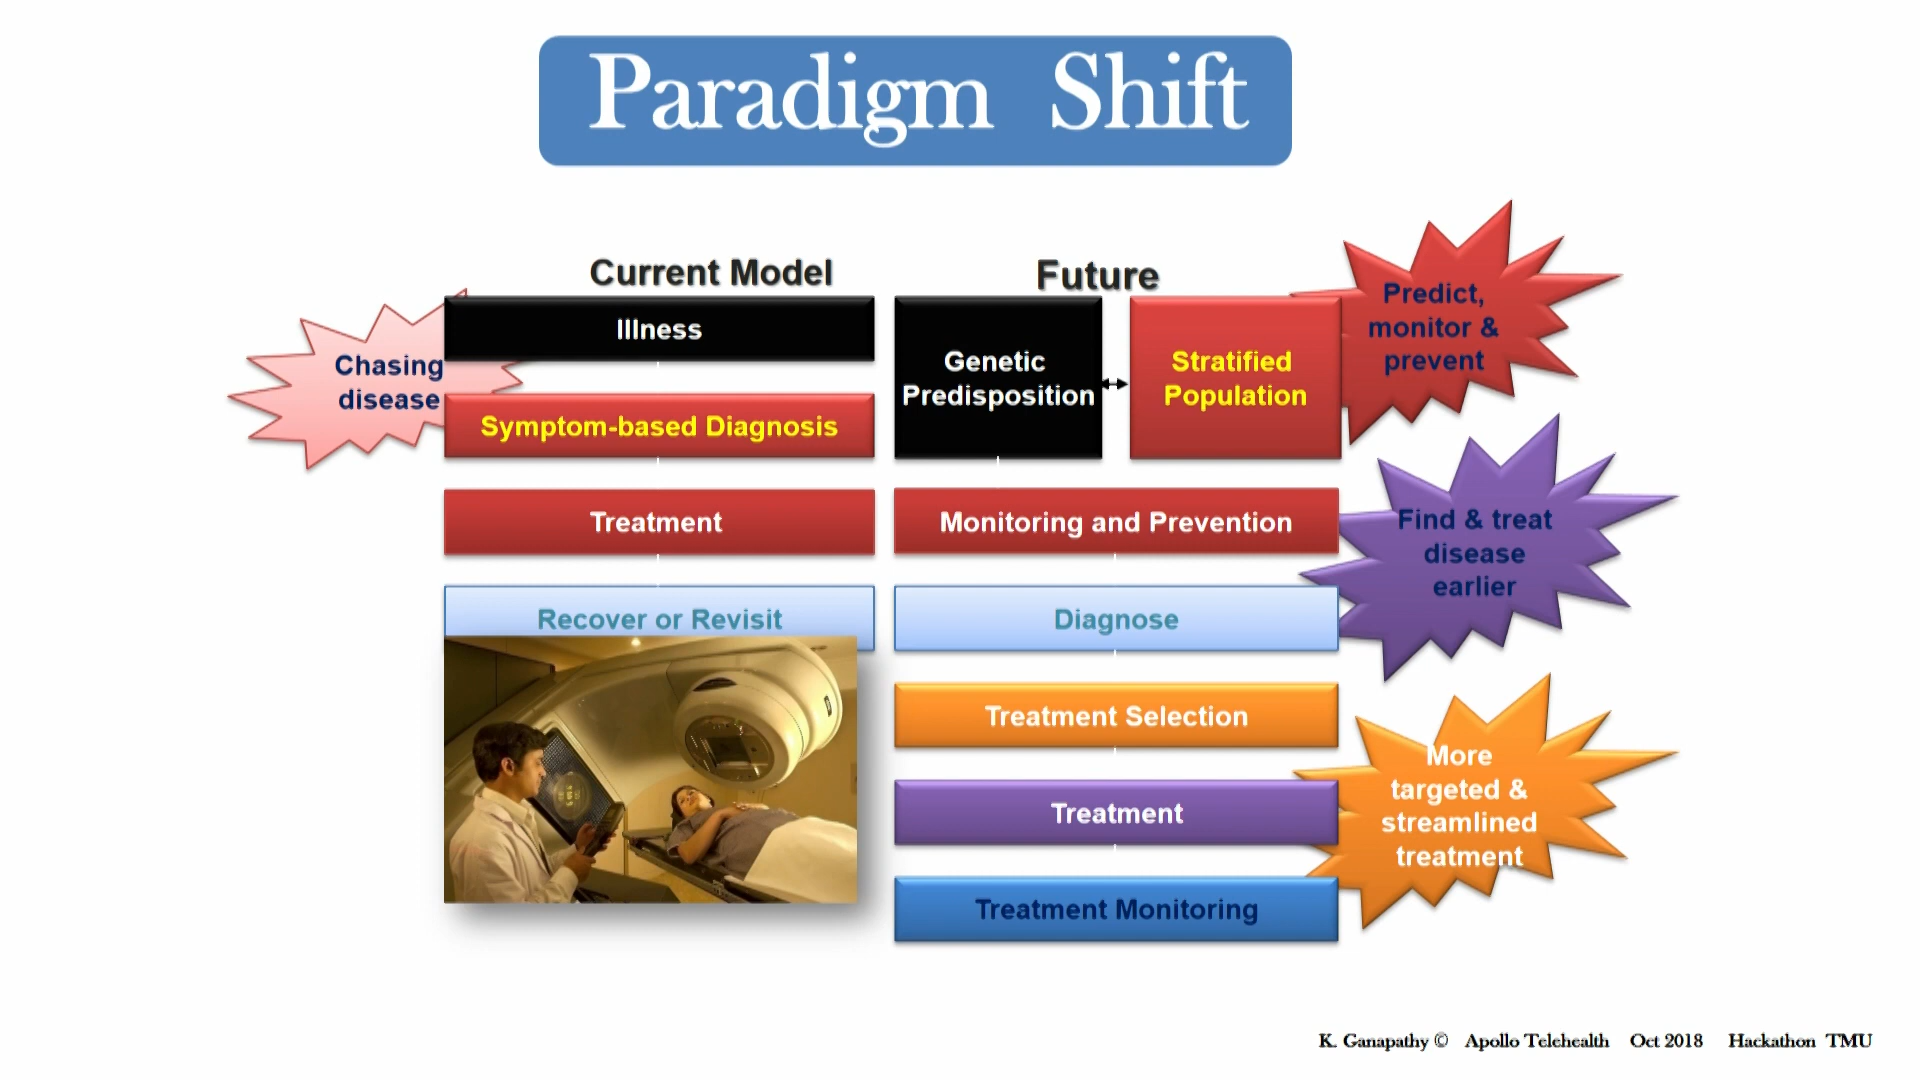 Paradigm Shift
Current Model
Illness
Chasing
disease
Symptom-based Diagnosis
Treatment
Recover or Revisit
Future
Genetic
Predisposition
Stratified
Population
Predict,
monitor &
prevent
Monitoring and Prevention
Find & treat
disease
earlier
Diagnose
Treatment Selection
Treatment
More
targeted &
streamlined
treatment
Treatment Monitoring
K. Ganapathy © Apollo Telehealth Oct 2018 Hackathon TMU